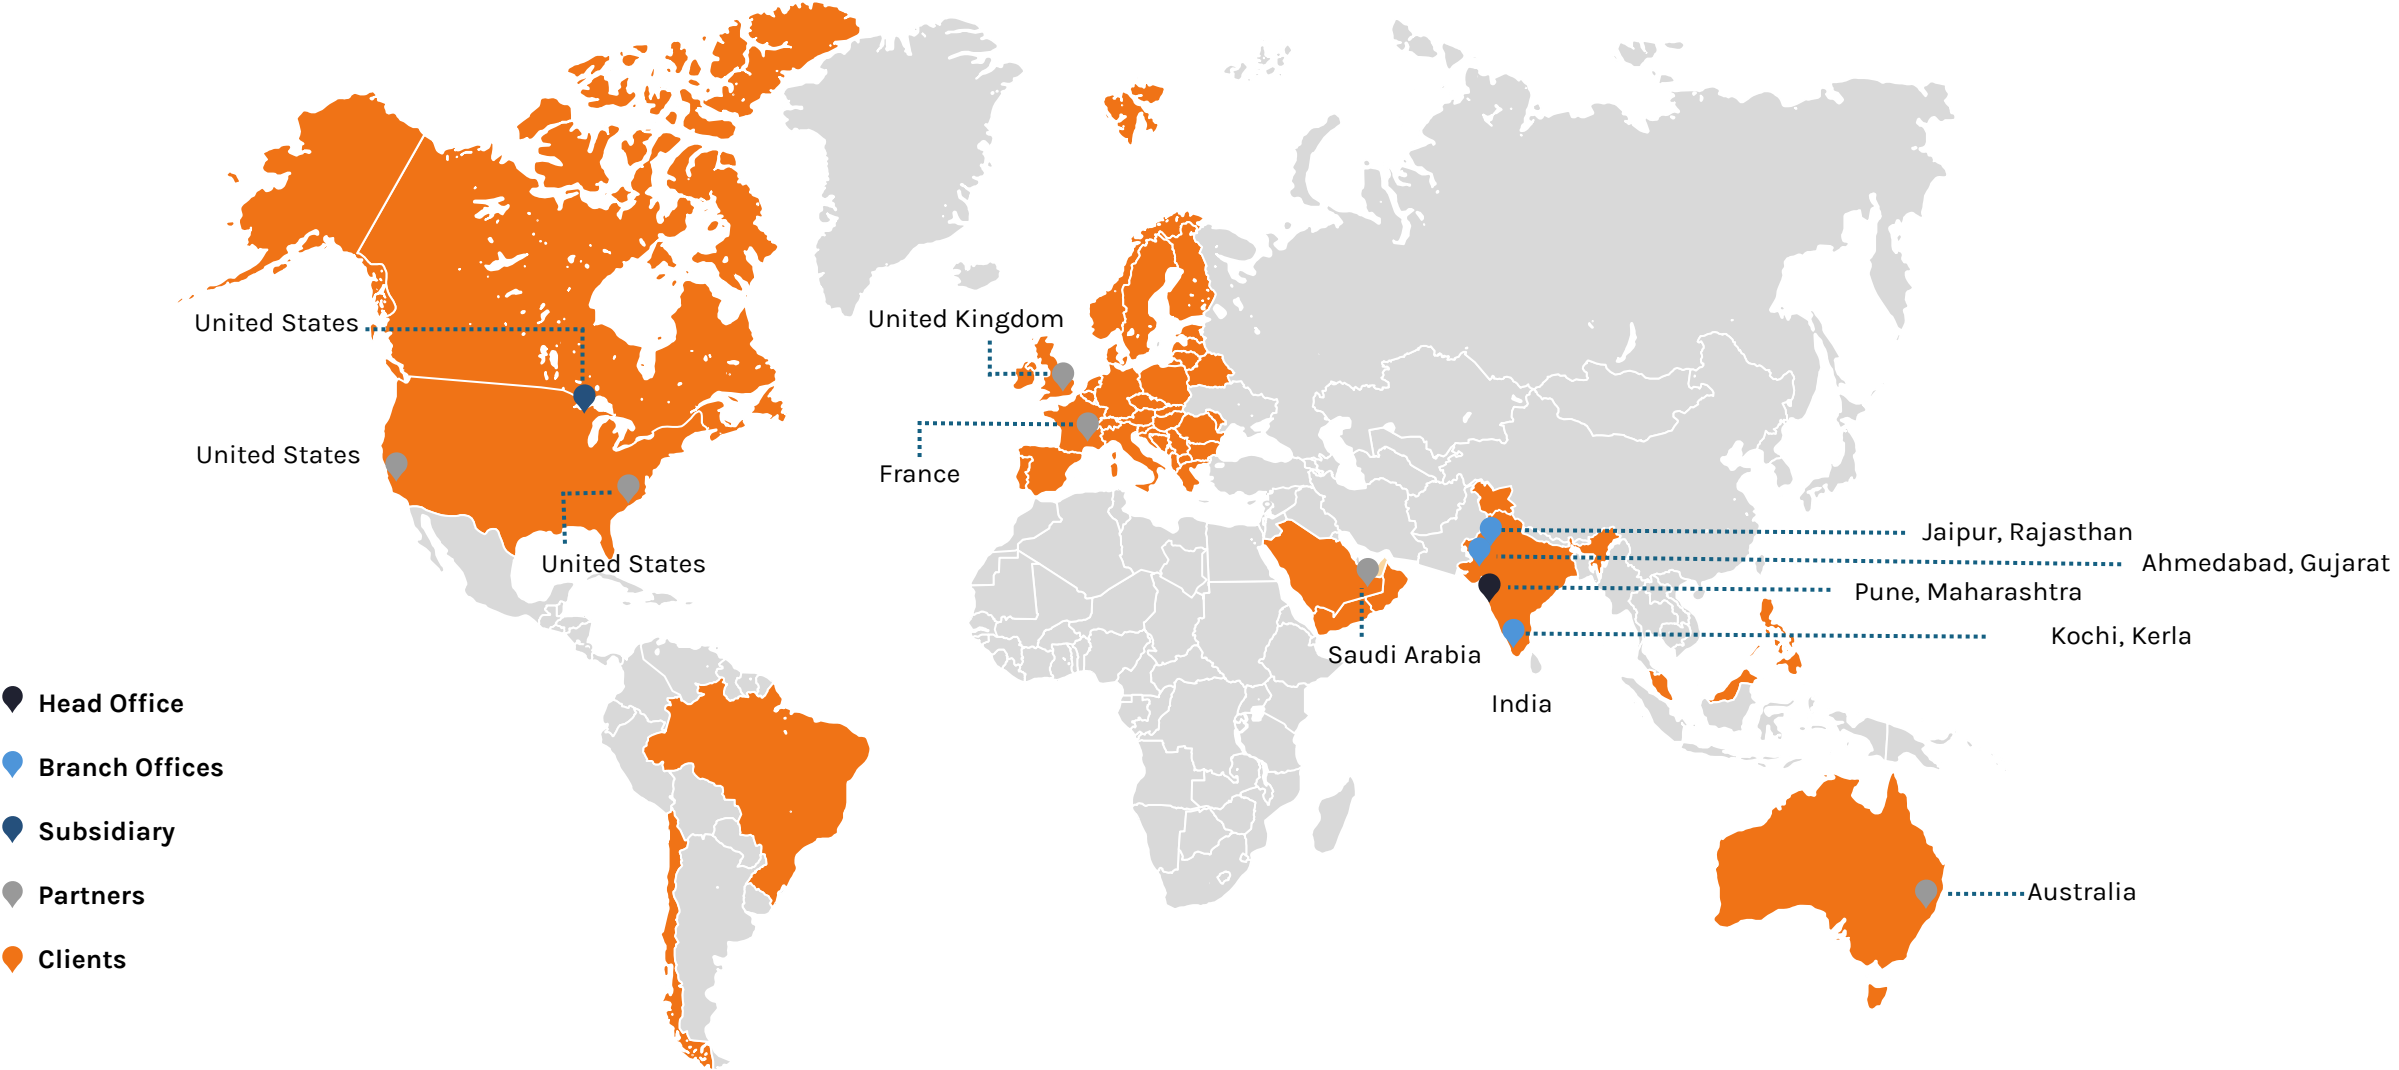 United States
United Kingdom
United States
France
United States
Jaipur, Rajasthan
Ahmedabad, Gujarat
Pune, Maharashtra
Kochi, Kerla
Saudi Arabia
India
Head Office
Branch Offices
Subsidiary
Partners
Clients
Australia